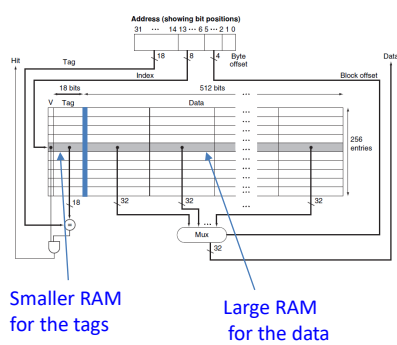 Address (showing bit positions)
31 ··· 14 13 ··· 6 5 ··· 2 1 0
Hit
Tag
18
8
4
Byte
offset
Data
Index
Block offset
18 bits
512 bits
...
V Tag
Data
...
...
...
...
...
256
entries
...
...
18
32
32
...
32
=
...
Mux
32
Smaller RAM
for the tags
Large RAM
for the data